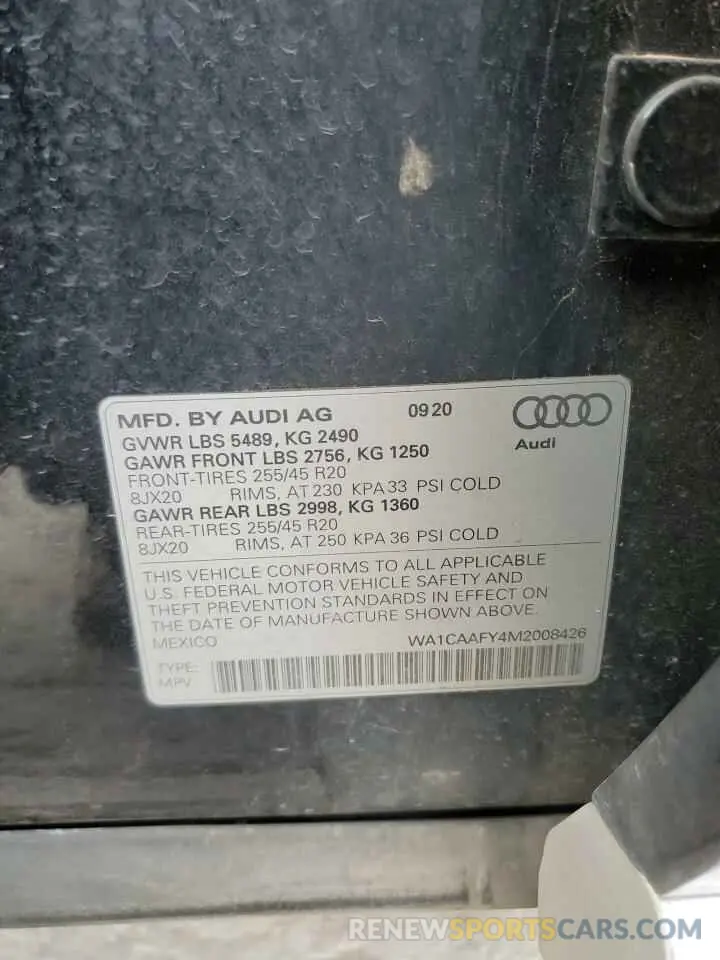 MFD. BY AUDI AG 09 20
GVWR LBS 5489, KG 2490
GAWR FRONT LBS 2756, KG 1250
Audi
FRONT-TIRES 255/45 R20
8JX20 RIMS, AT 230 KPA 33 PSI COLD
GAWR REAR LBS 2998, KG 1360
REAR-TIRES 255/45 R20
8JX20 RIMS, AT 250 KPA 36 PSI COLD
THIS VEHICLE CONFORMS TO ALL APPLICABLE
U.S. FEDERAL MOTOR VEHICLE SAFETY AND
THEFT PREVENTION STANDARDS IN EFFECT ON
THE DATE OF MANUFACTURE SHOWN ABOVE.
MEXICO WA1CAAFY4M2008426
TYPE:
MPV
RENEWSPORTSCARS.COM